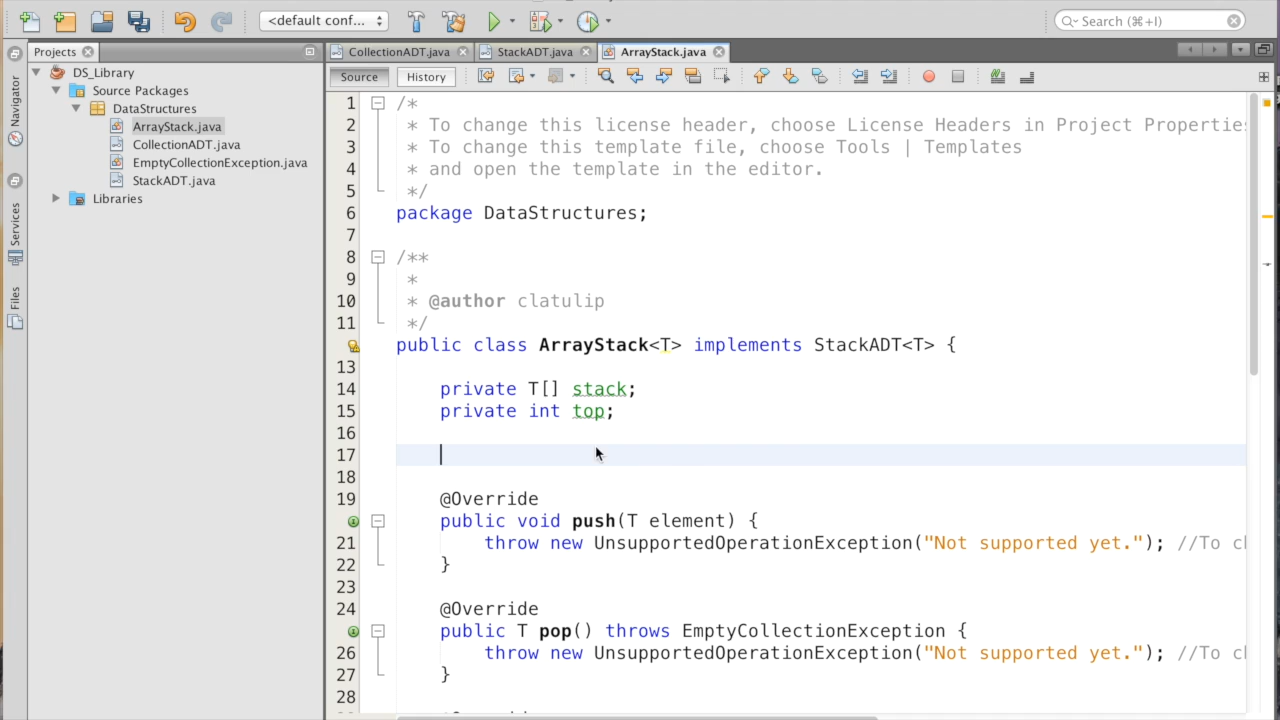 <default conf...
Search (⌘+I)
Projects
CollectionADT.java
StackADT.java
ArrayStack.java
Source
History
Navigator
Services
Files
DS_Library
Source Packages
DataStructures
ArrayStack.java
CollectionADT.java
EmptyCollectionException.java
StackADT.java
Libraries
1 /*
2 * To change this license header, choose License Headers in Project Properties
3 * To change this template file, choose Tools | Templates
4 * and open the template in the editor.
5 */
6 package DataStructures;
7
8 /**
9 *
10 * @author clatulip
11 */
public class ArrayStack<T> implements StackADT<T> {
13
14 private T[] stack;
15 private int top;
16
17
18
19 @Override
public void push(T element) {
21 throw new UnsupportedOperationException("Not supported yet."); //To c
22 }
23
24 @Override
public T pop() throws EmptyCollectionException {
26 throw new UnsupportedOperationException("Not supported yet."); //To c
27 }
28